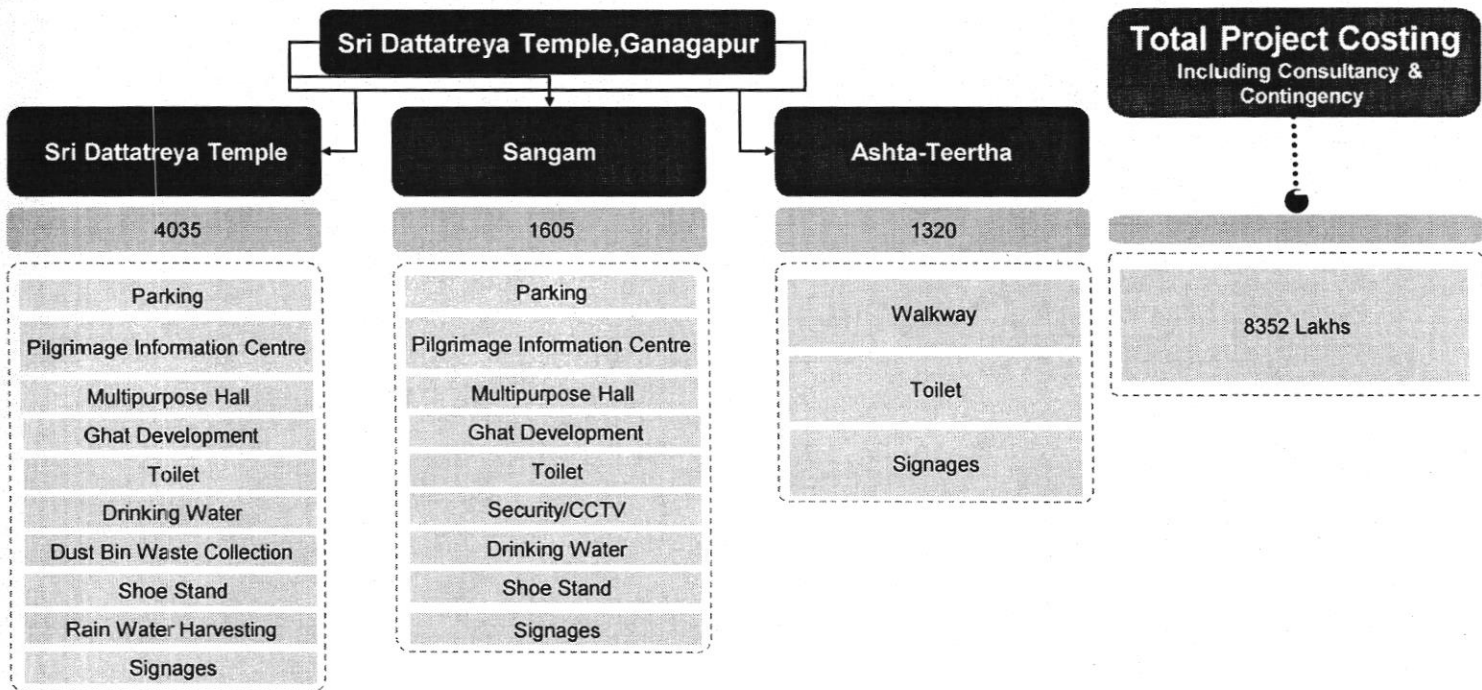 Sri Dattatreya Temple,Ganagapur
Total Project Costing
Including Consultancy &
Contingency
Sri Dattatreya Temple
Sangam
Ashta-Teertha
4035
1605
1320
Parking
Pilgrimage Information Centre
Multipurpose Hall
Ghat Development
Toilet
Drinking Water
Dust Bin Waste Collection
Shoe Stand
Rain Water Harvesting
Signages
Parking
Pilgrimage Information Centre
Multipurpose Hall
Ghat Development
Toilet
Security/CCTV
Drinking Water
Shoe Stand
Signages
Walkway
Toilet
Signages
8352 Lakhs